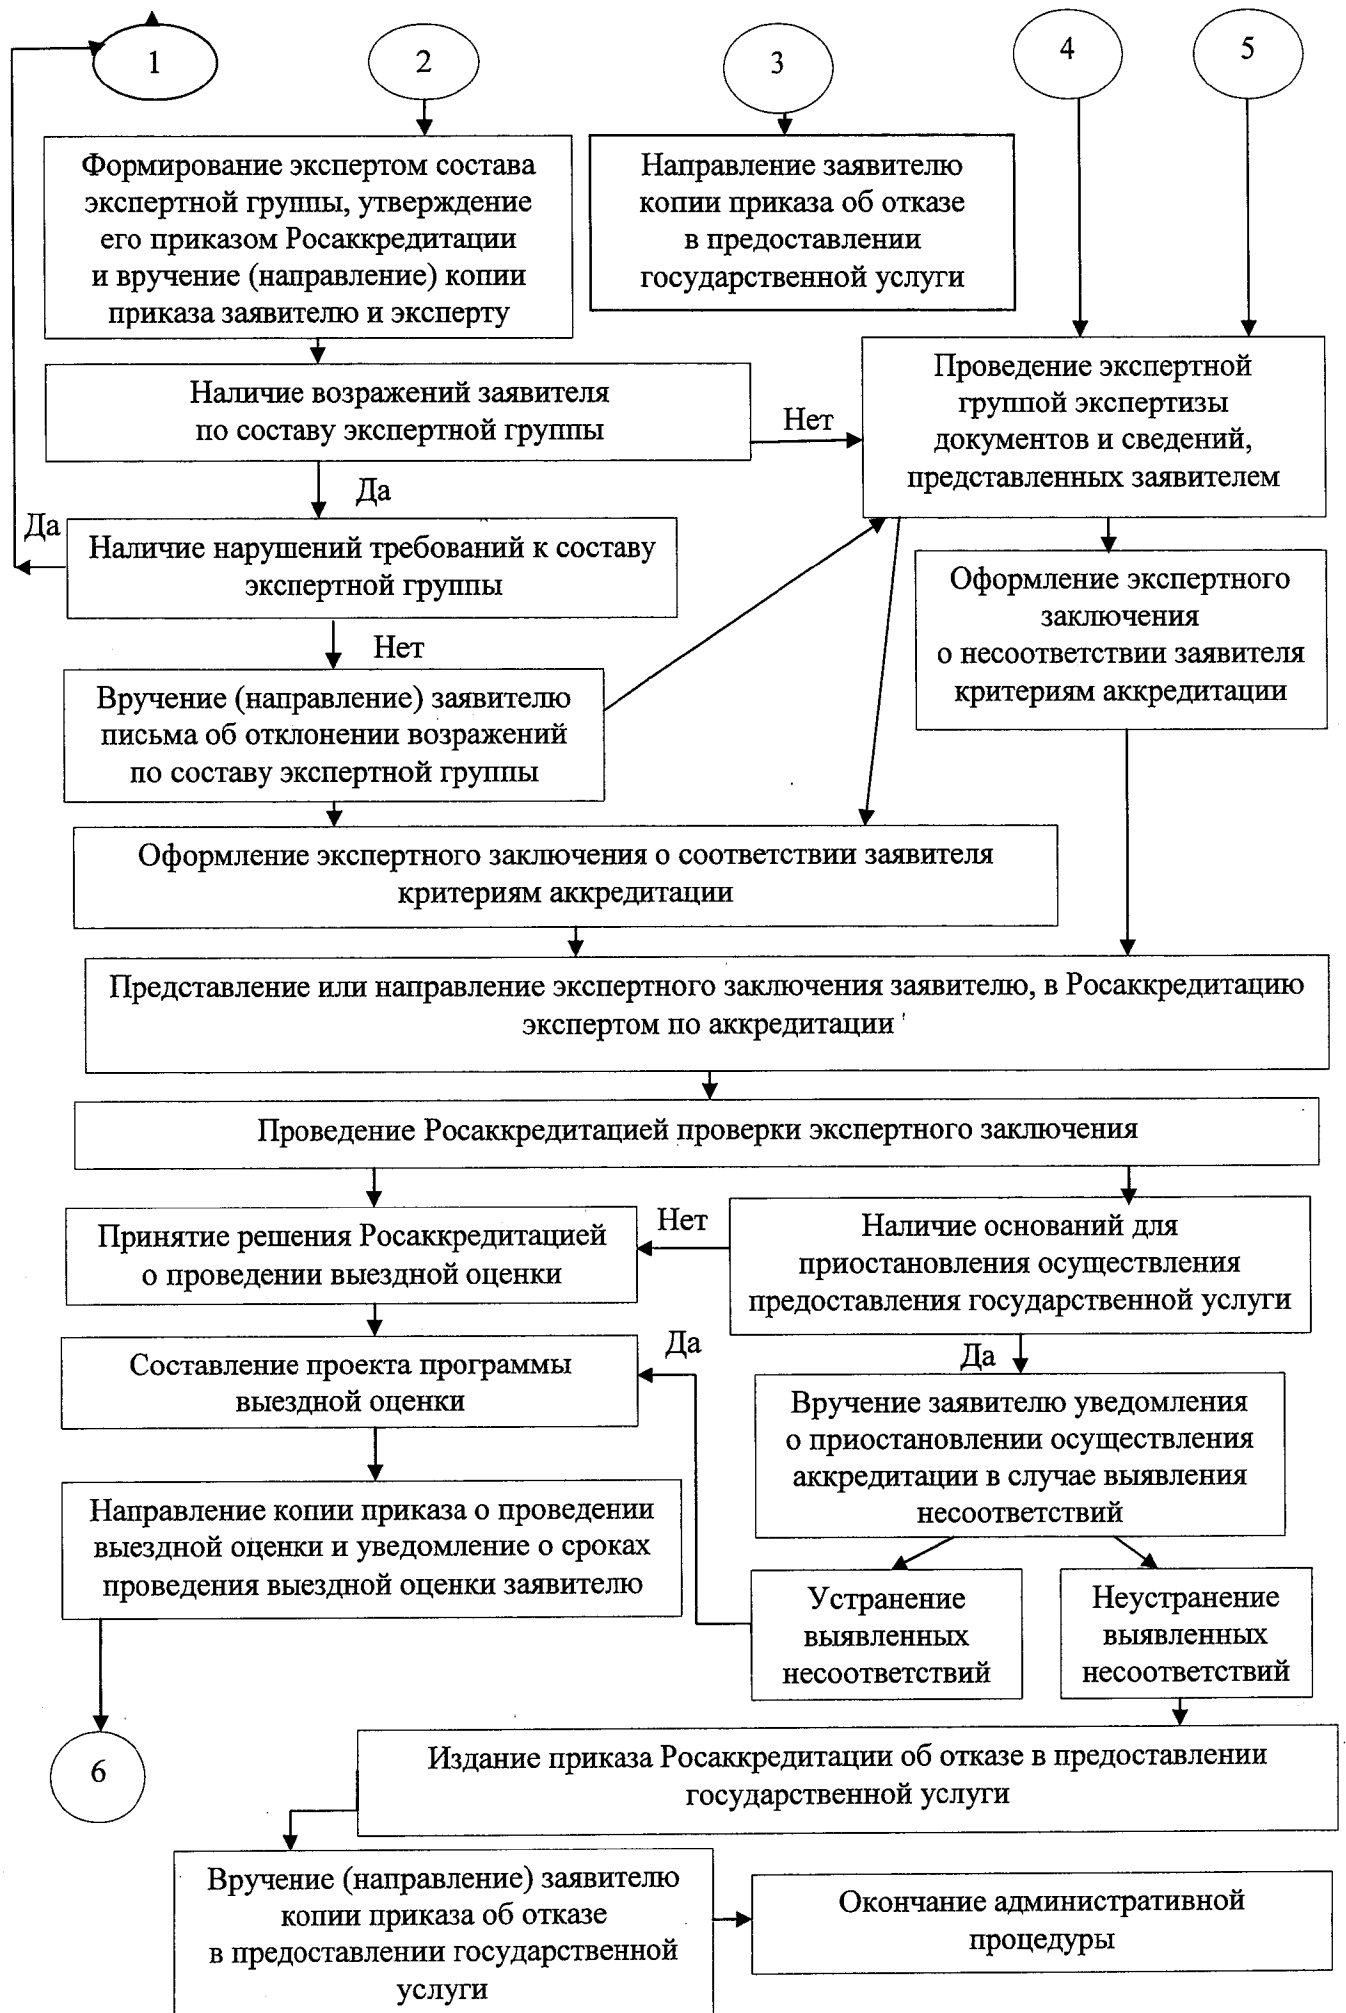 1
2
3
4
5
Формирование экспертом состава
экспертной группы, утверждение
его приказом Росаккредитации
и вручение (направление) копии
приказа заявителю и эксперту
Направление заявителю
копии приказа об отказе
в предоставлении
государственной услуги
Наличие возражений заявителя
по составу экспертной группы
Нет
Проведение экспертной
группой экспертизы
документов и сведений,
представленных заявителем
Да
Да
Наличие нарушений требований к составу
экспертной группы
Оформление экспертного
заключения
о несоответствии заявителя
критериям аккредитации
Нет
Вручение (направление) заявителю
письма об отклонении возражений
по составу экспертной группы
Оформление экспертного заключения о соответствии заявителя
критериям аккредитации
Представление или направление экспертного заключения заявителю, в Росаккредитацию
экспертом по аккредитации
Проведение Росаккредитацией проверки экспертного заключения
Принятие решения Росаккредитацией
о проведении выездной оценки
Нет
Наличие оснований для
приостановления осуществления
предоставления государственной услуги
Составление проекта программы
выездной оценки
Да
Да
Вручение заявителю уведомления
о приостановлении осуществления
аккредитации в случае выявления
несоответствий
Направление копии приказа о проведении
выездной оценки и уведомление о сроках
проведения выездной оценки заявителю
Устранение
выявленных
несоответствий
Неустранение
выявленных
несоответствий
6
Издание приказа Росаккредитации об отказе в предоставлении
государственной услуги
Вручение (направление) заявителю
копии приказа об отказе
в предоставлении государственной
услуги
Окончание административной
процедуры